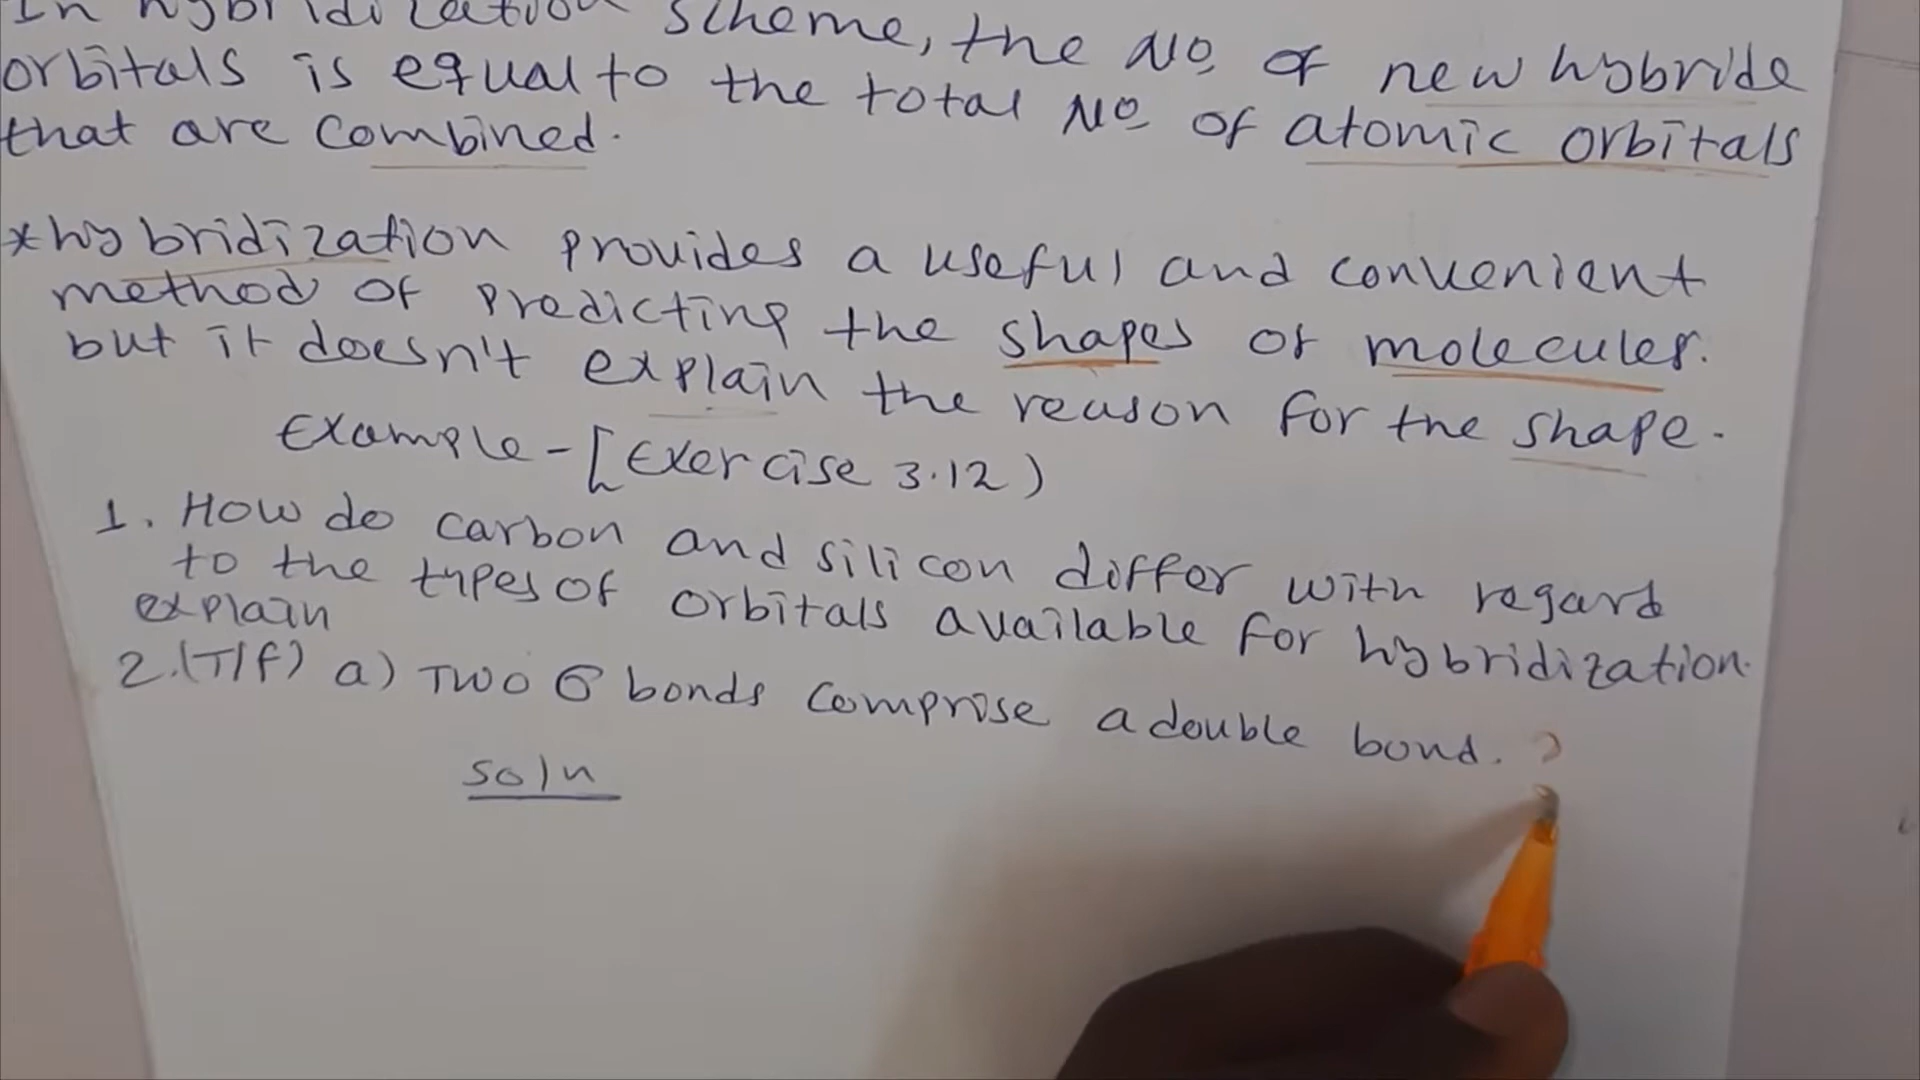 In hybridization scheme, the No. of new hybride
orbitals is equal to the total No. of atomic orbitals
that are combined.
*hybridization provides a useful and convenient
method of predicting the shapes of molecules.
but it doesn't explain the reason for the shape.
Example-[Exercise 3.12)
1. How do carbon and silicon differ with regard
to the types of orbitals available for hybridization.
explain
2.(T/f) a) Two σ bonds comprise a double bond. ?
soln